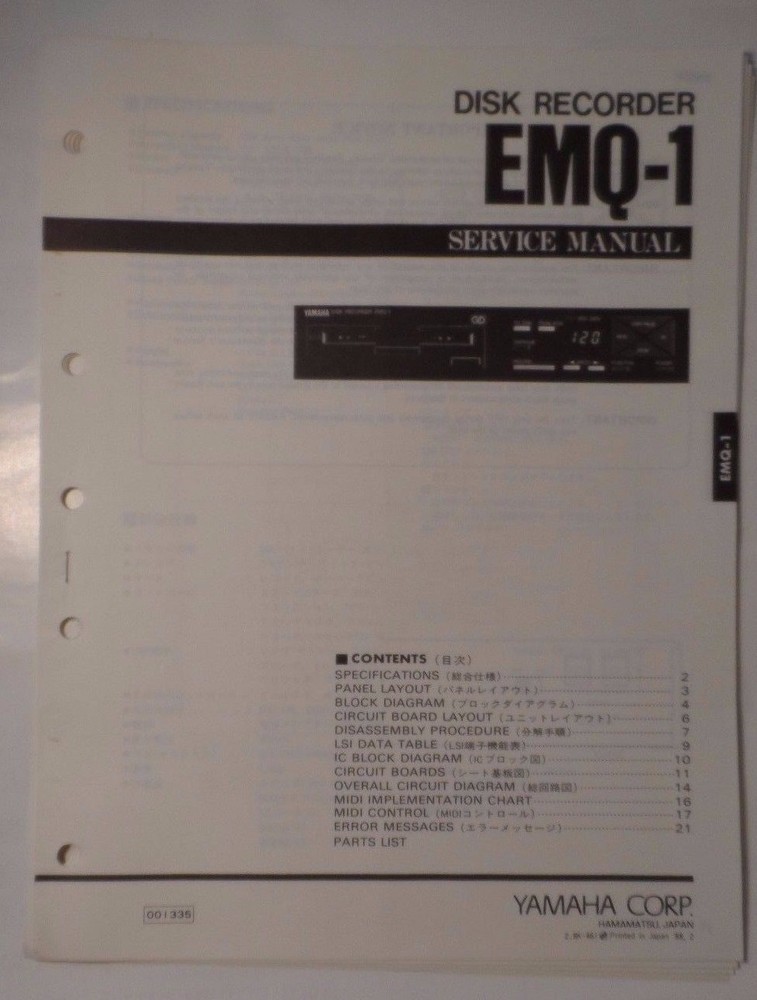 DISK RECORDER
EMQ-1
SERVICE MANUAL
YAMAHA DISK RECORDER EMQ-1
120
EMQ-1
■ CONTENTS (目次)
SPECIFICATIONS (総合仕様) 2
PANEL LAYOUT (パネルレイアウト) 3
BLOCK DIAGRAM (ブロックダイアグラム) 4
CIRCUIT BOARD LAYOUT (ユニットレイアウト) 6
DISASSEMBLY PROCEDURE (分解手順) 7
LSI DATA TABLE (LSI端子機能表) 9
IC BLOCK DIAGRAM (ICブロック図) 10
CIRCUIT BOARDS (シート基板図) 11
OVERALL CIRCUIT DIAGRAM (総回路図) 14
MIDI IMPLEMENTATION CHART 16
MIDI CONTROL (MIDIコントロール) 17
ERROR MESSAGES (エラーメッセージ) 21
PARTS LIST
001335
YAMAHA CORP.
HAMAMATSU, JAPAN
Printed in Japan '88. 2